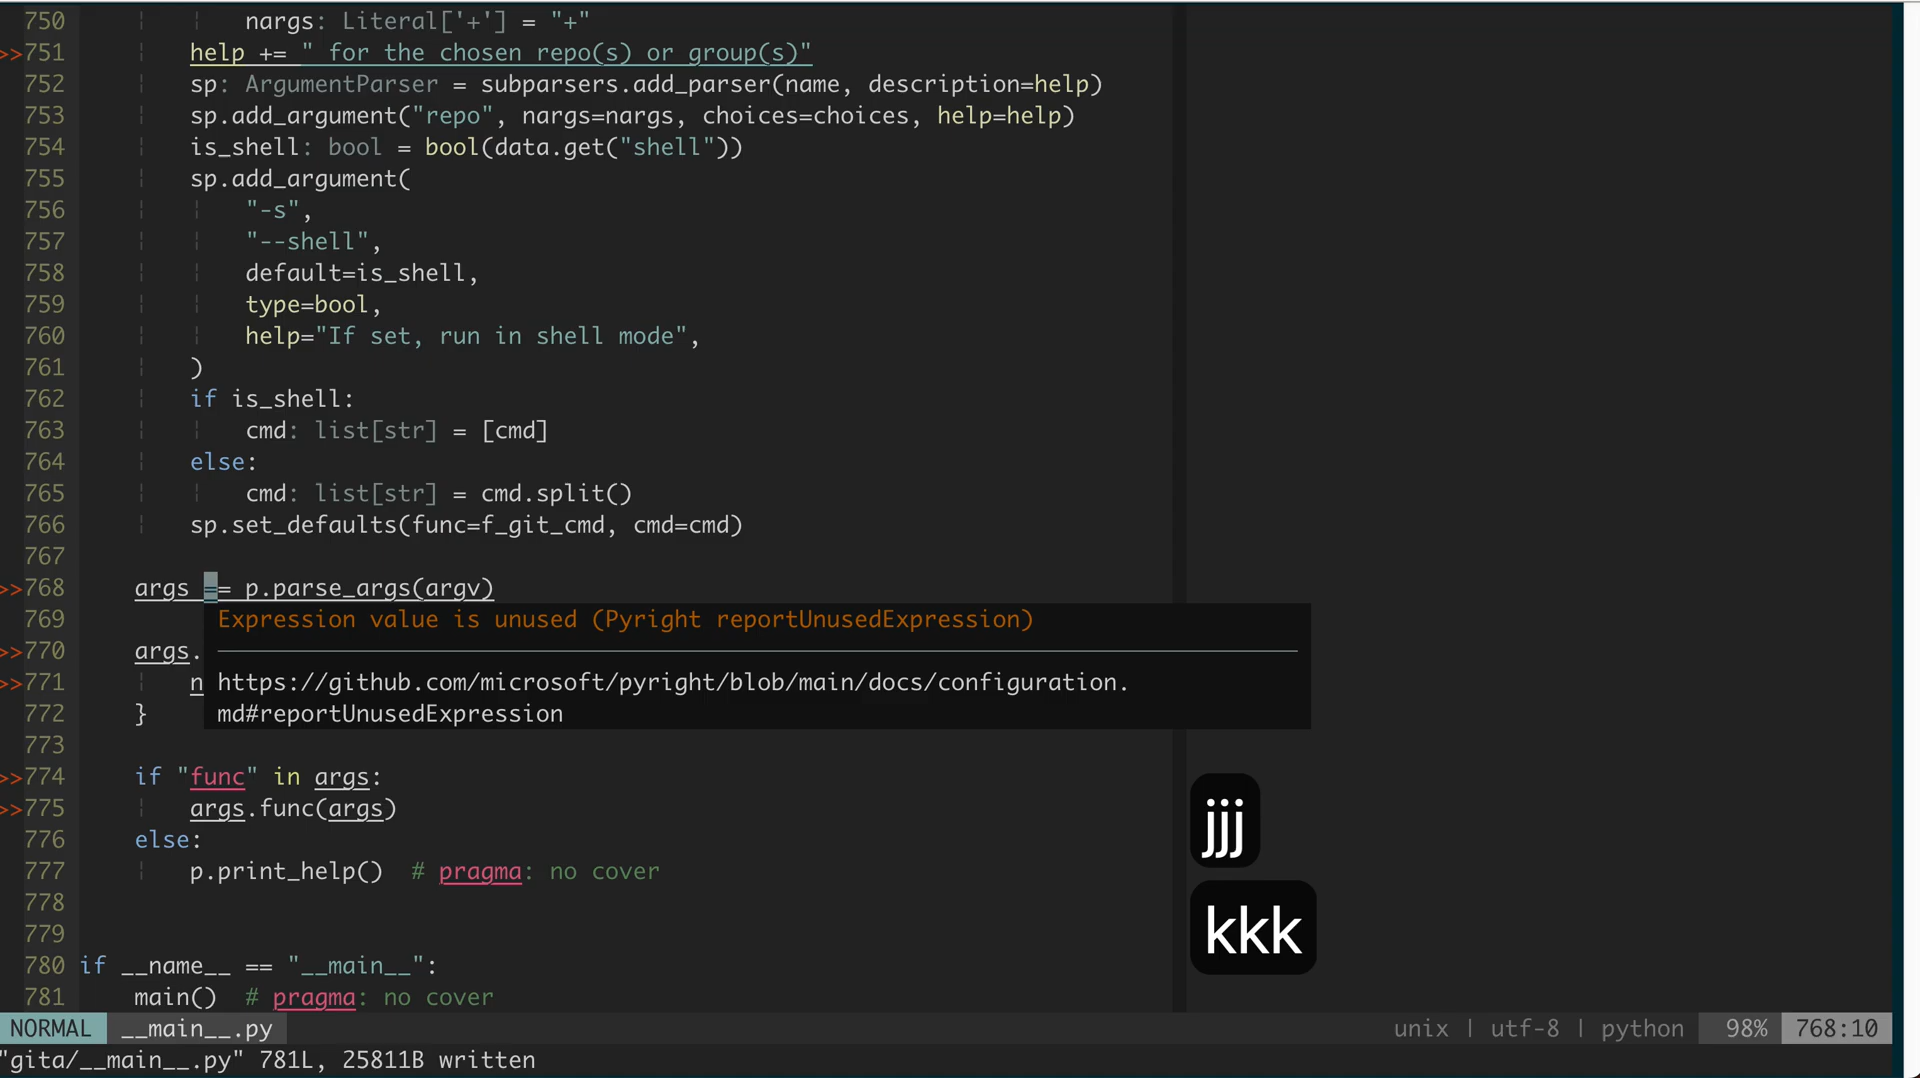 750 nargs: Literal['+'] = "+"
>>751 help += " for the chosen repo(s) or group(s)"
752 sp: ArgumentParser = subparsers.add_parser(name, description=help)
753 sp.add_argument("repo", nargs=nargs, choices=choices, help=help)
754 is_shell: bool = bool(data.get("shell"))
755 sp.add_argument(
756 "-s",
757 "--shell",
758 default=is_shell,
759 type=bool,
760 help="If set, run in shell mode",
761 )
762 if is_shell:
763 cmd: list[str] = [cmd]
764 else:
765 cmd: list[str] = cmd.split()
766 sp.set_defaults(func=f_git_cmd, cmd=cmd)
767
>>768 args == p.parse_args(argv)
769 Expression value is unused (Pyright reportUnusedExpression)
>>770 args.
>>771 n https://github.com/microsoft/pyright/blob/main/docs/configuration.
772 } md#reportUnusedExpression
773
>>774 if "func" in args:
>>775 args.func(args)
776 else:
777 p.print_help() # pragma: no cover
778
779
780 if __name__ == "__main__":
781 main() # pragma: no cover
jjj
kkk
NORMAL __main__.py unix | utf-8 | python 98% 768:10
"gita/__main__.py" 781L, 25811B written